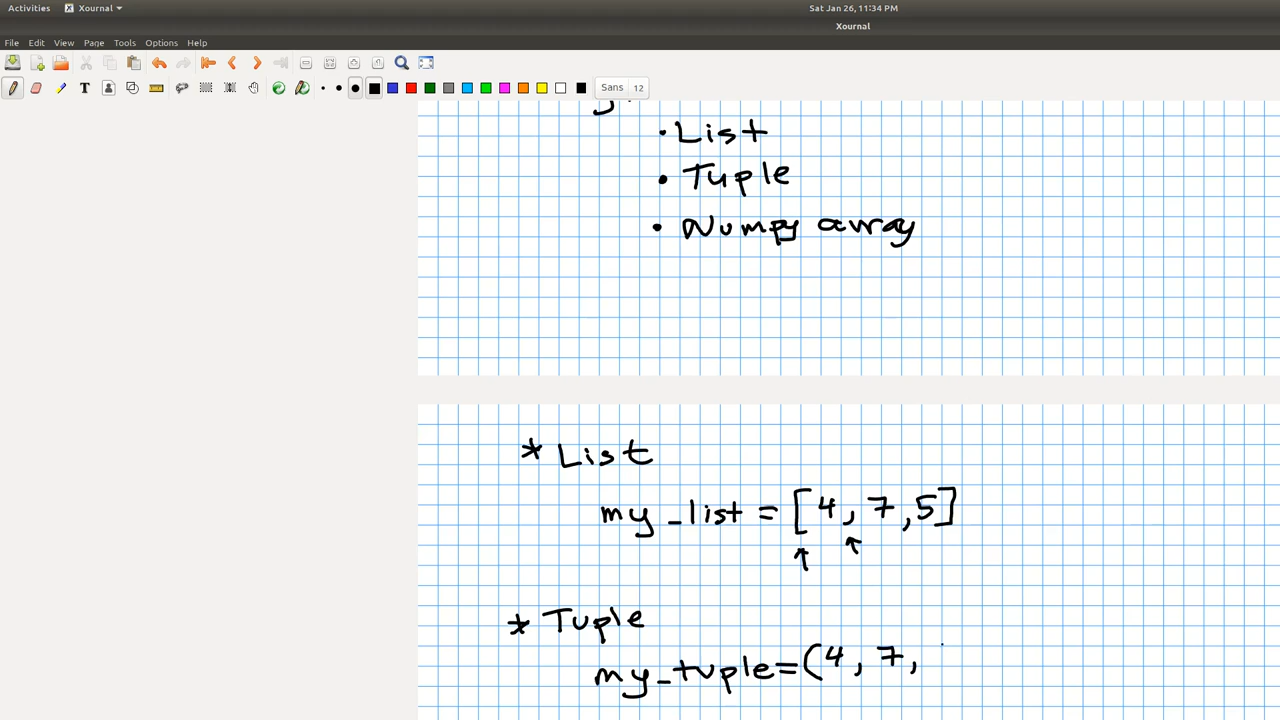 Activities Xournal Sat Jan 26, 11:34 PM
Xournal
File Edit View Page Tools Options Help
Sans 12
• List
• Tuple
• Numpy array
* List
my_list = [4, 7, 5]
* Tuple
my_tuple=(4, 7,